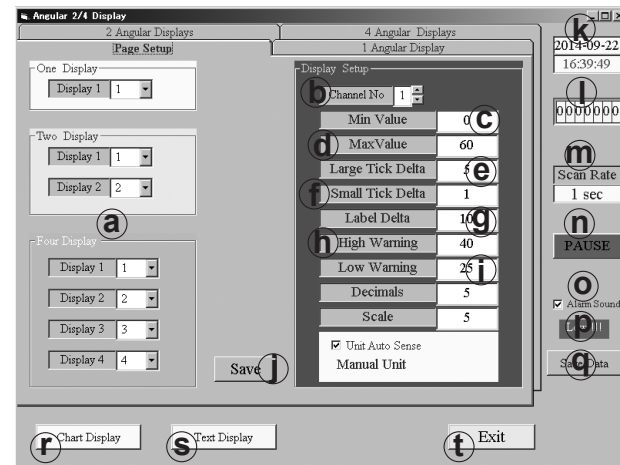 Angular 2/4 Display
2 Angular Displays
4 Angular Displays
Page Setup
1 Angular Display
One Display
Display 1 1
Two Display
Display 1 1
Display 2 2
a
Four Display
Display 1 1
Display 2 2
Display 3 3
Display 4 4
Display Setup
b Channel No 1
Min Value 0 c
d MaxValue 60
Large Tick Delta 5 e
f Small Tick Delta 1
Label Delta 10 g
h High Warning 40
Low Warning 25 i
Decimals 5
Scale 5
Unit Auto Sense
Manual Unit
Save j
k
2014-09-22
16:39:49
l
0000000
m
Scan Rate
1 sec
n
PAUSE
o
Alarm Sound
p
q
Save Data
r Chart Display
s Text Display
t Exit